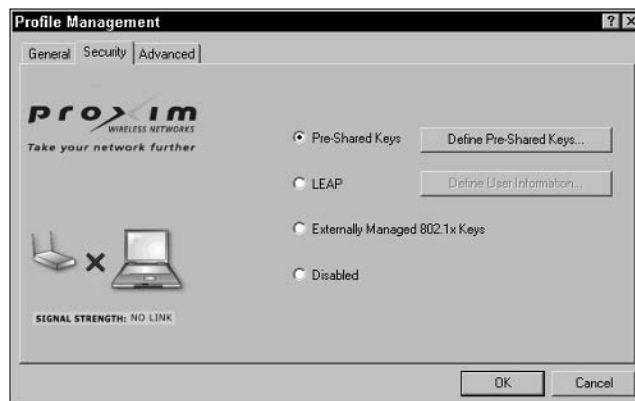 Profile Management
General Security Advanced
proxim
WIRELESS NETWORKS
Take your network further
Pre-Shared Keys Define Pre-Shared Keys...
LEAP Define User Information...
Externally Managed 802.1x Keys
Disabled
SIGNAL STRENGTH: NO LINK
OK Cancel